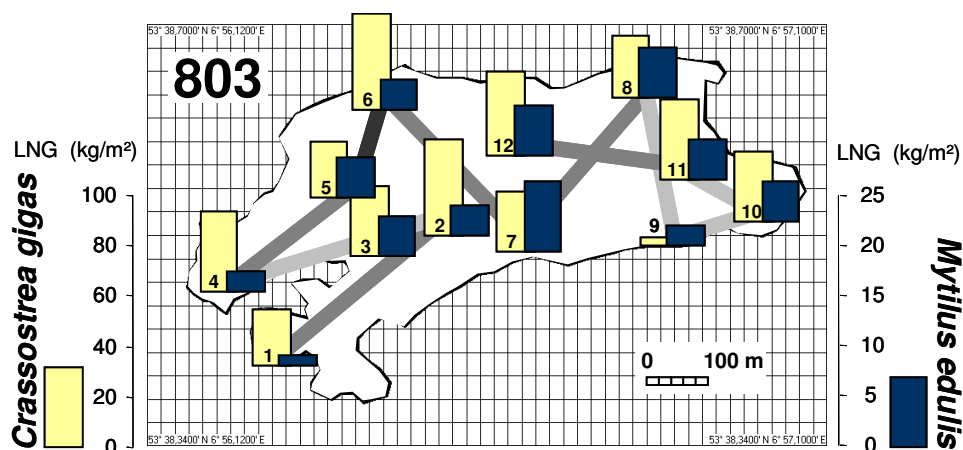 53° 38,7000' N 6° 56,1200' E
53° 38,7000' N 6° 57,1000' E
803
6
8
12
11
5
10
2
3
7
9
4
1
LNG (kg/m²)
100
80
60
40
20
0
Crassostrea gigas
LNG (kg/m²)
25
20
15
10
5
0
Mytilus edulis
0 100 m
53° 38,3400' N 6° 56,1200' E
53° 38,3400' N 6° 57,1000' E